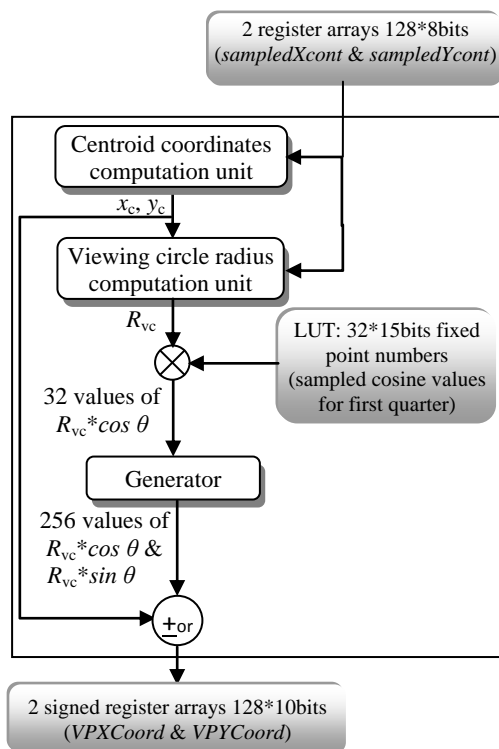 2 register arrays 128*8bits
(sampledXcont & sampledYcont)
Centroid coordinates
computation unit
xc, yc
Viewing circle radius
computation unit
Rvc
LUT: 32*15bits fixed
point numbers
(sampled cosine values
for first quarter)
32 values of
Rvc*cos θ
Generator
256 values of
Rvc*cos θ &
Rvc*sin θ
±or
2 signed register arrays 128*10bits
(VPXCoord & VPYCoord)